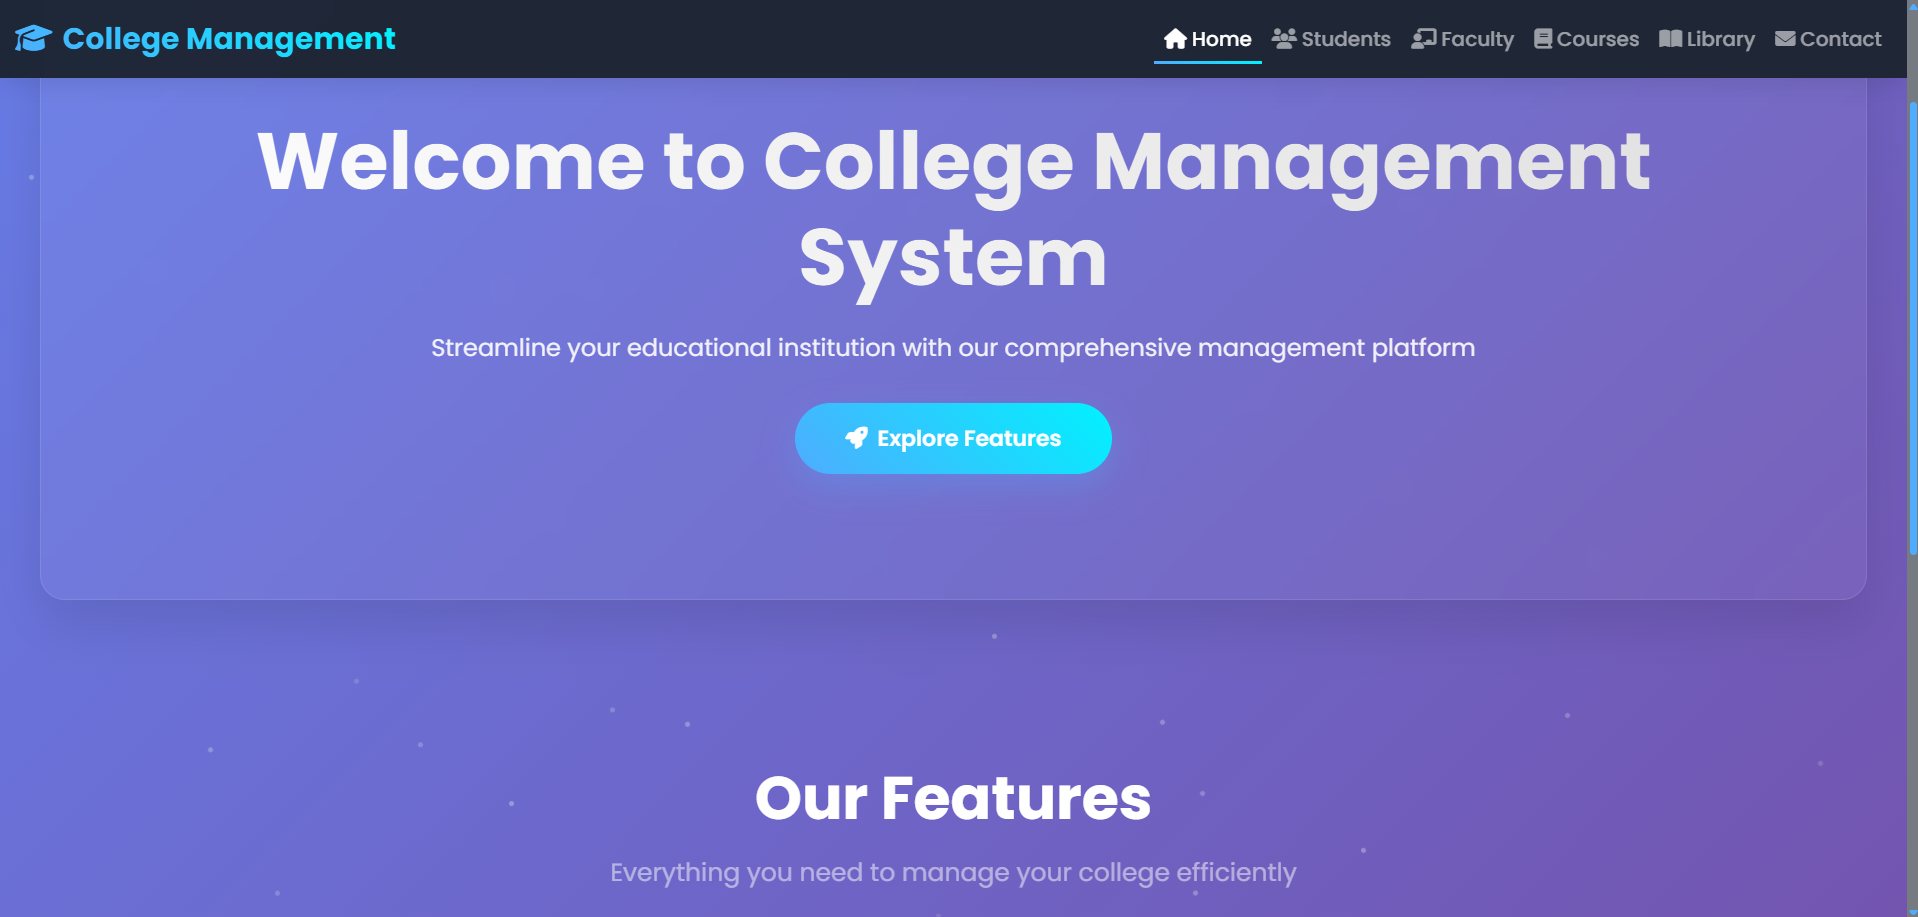 College Management
Home Students Faculty Courses Library Contact
Welcome to College Management
System
Streamline your educational institution with our comprehensive management platform
Explore Features
Our Features
Everything you need to manage your college efficiently